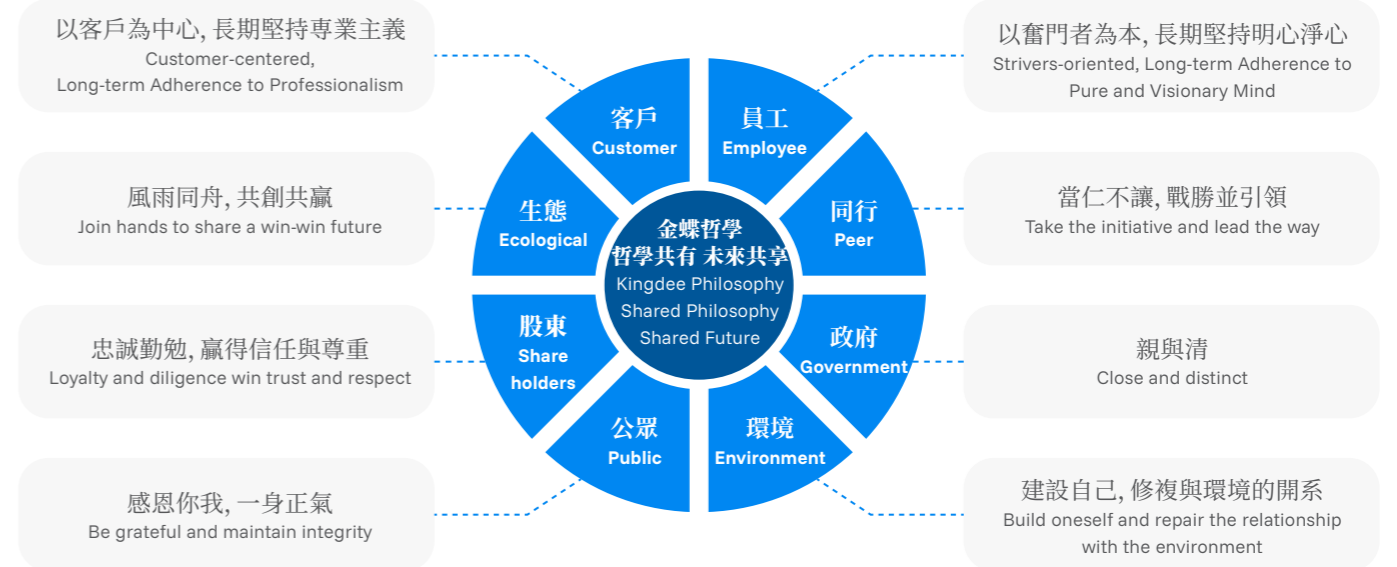 以客戶為中心, 長期堅持專業主義
Customer-centered,
Long-term Adherence to Professionalism
風雨同舟, 共創共贏
Join hands to share a win-win future
忠誠勤勉, 贏得信任與尊重
Loyalty and diligence win trust and respect
感恩你我, 一身正氣
Be grateful and maintain integrity
客戶
Customer
員工
Employee
生態
Ecological
同行
Peer
金蝶哲學
哲學共有 未來共享
Kingdee Philosophy
Shared Philosophy
Shared Future
股東
Share
holders
政府
Government
公眾
Public
環境
Environment
以奮鬥者為本, 長期堅持明心淨心
Strivers-oriented, Long-term Adherence to
Pure and Visionary Mind
當仁不讓, 戰勝並引領
Take the initiative and lead the way
親與清
Close and distinct
建設自己, 修複與環境的開系
Build oneself and repair the relationship
with the environment